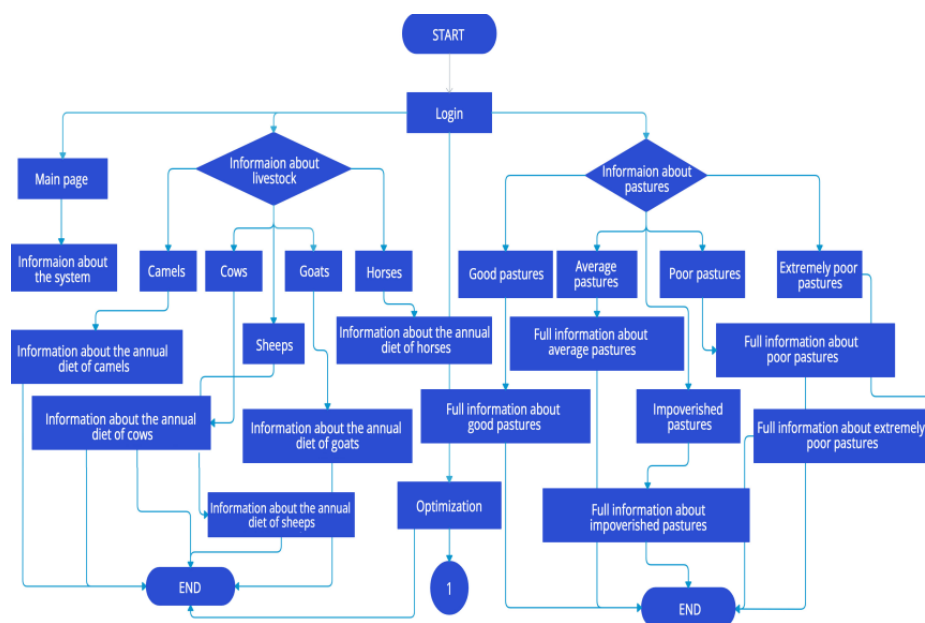 START
Login
Informaion about
livestock
Informaion about
pastures
Main page
Informaion about
the system
Camels
Cows
Goats
Horses
Good pastures
Average
pastures
Poor pastures
Extremely poor
pastures
Information about the annual
diet of camels
Sheeps
Information about the annual
diet of horses
Full information about
average pastures
Full information about
poor pastures
Information about the annual
diet of cows
Information about the annual
diet of goats
Full information about
good pastures
Impoverished
pastures
Full information about extremely
poor pastures
Information about the annual
diet of sheeps
Optimization
Full information about
impoverished pastures
END
1
END